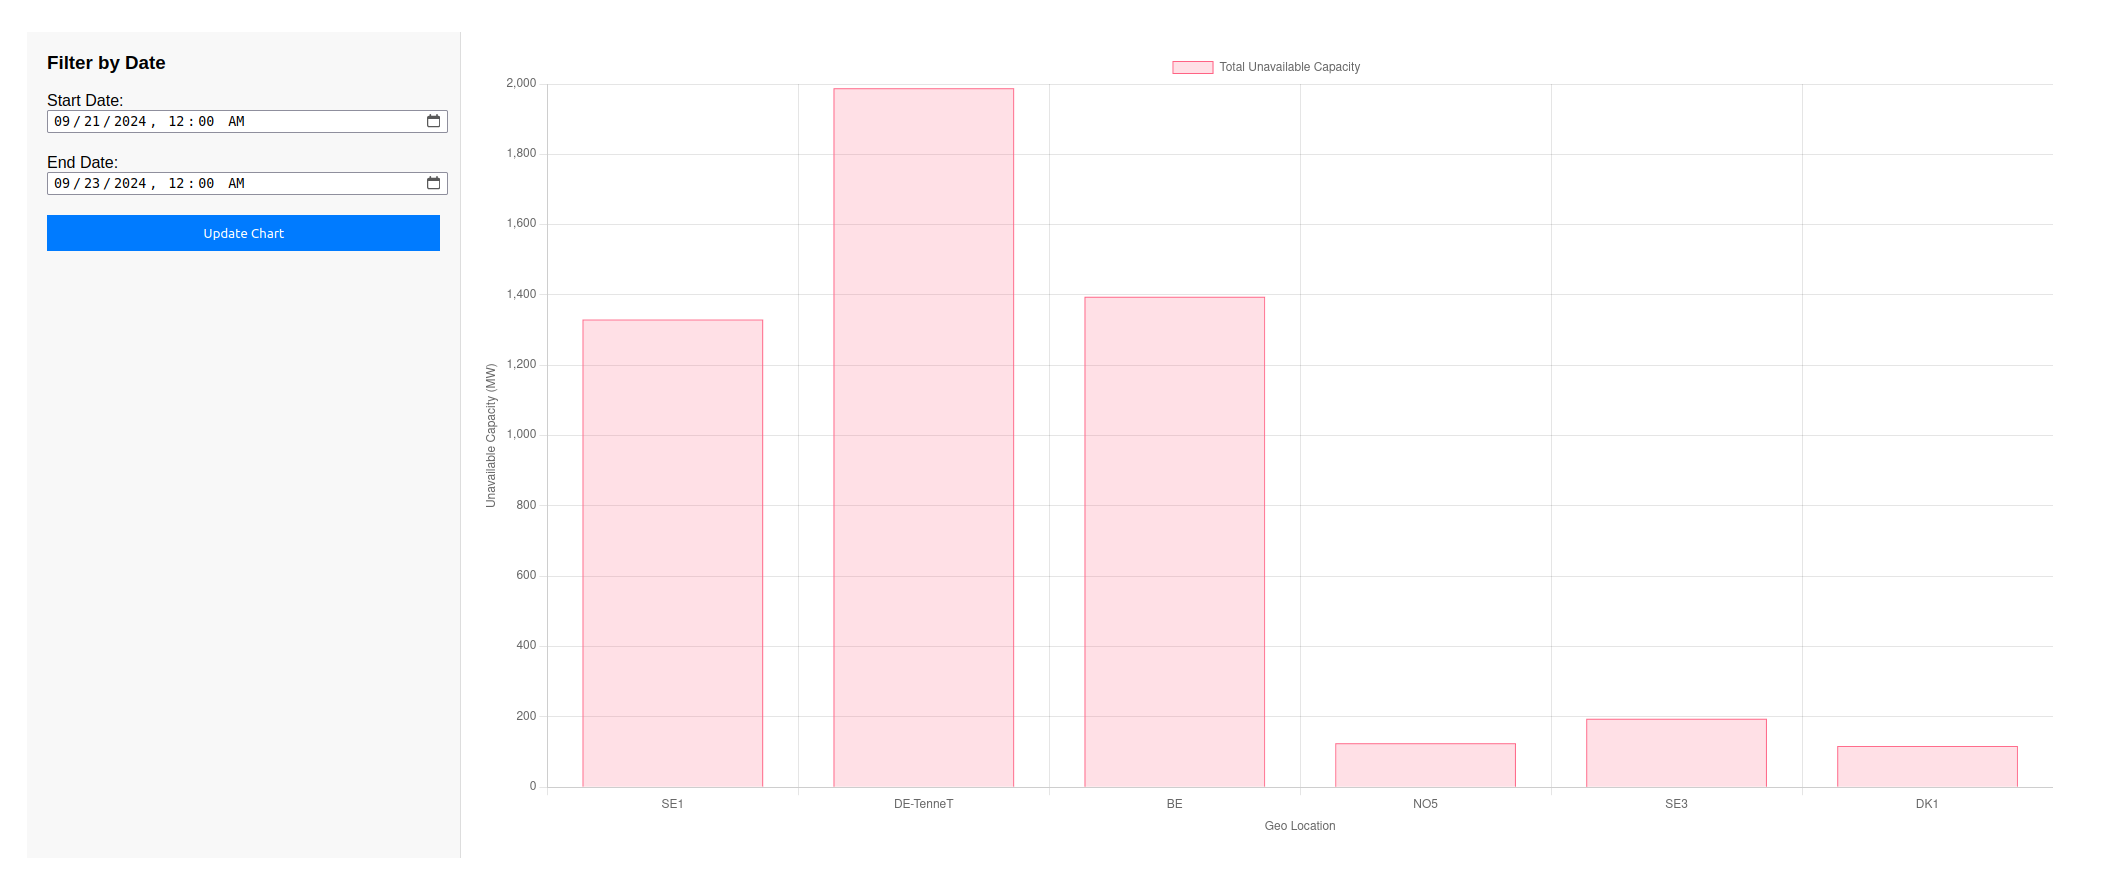 Filter by Date
Start Date:
09/21/2024, 12:00 AM
End Date:
09/23/2024, 12:00 AM
Update Chart
Total Unavailable Capacity
2,000
1,800
1,600
1,400
1,200
1,000
800
600
400
200
0
Unavailable Capacity (MW)
SE1 DE-TenneT BE NO5 SE3 DK1
Geo Location